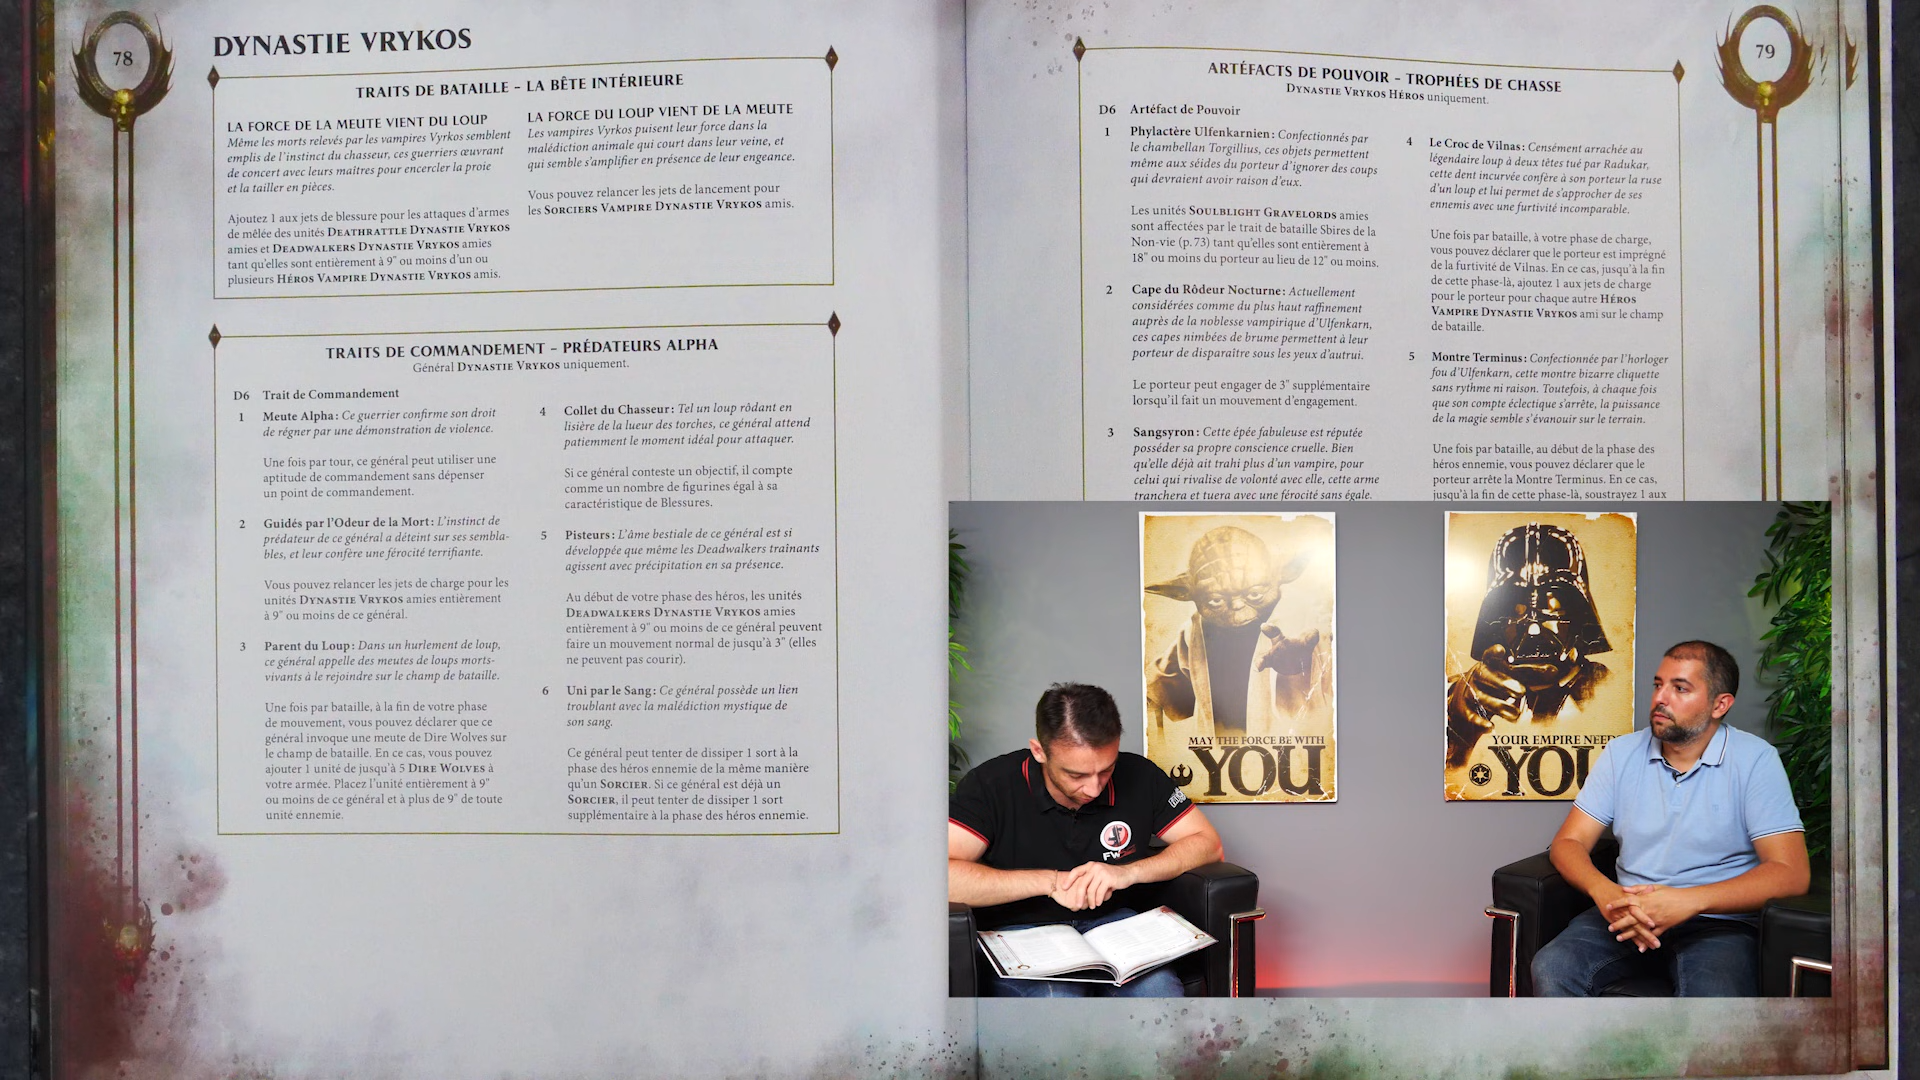 78
DYNASTIE VRYKOS
TRAITS DE BATAILLE – LA BÊTE INTÉRIEURE
LA FORCE DE LA MEUTE VIENT DU LOUP
Même les morts relevés par les vampires Vyrkos semblent
emplis de l'instinct du chasseur, ces guerriers œuvrant
de concert avec leurs maîtres pour encercler la proie
et la tailler en pièces.
Ajoutez 1 aux jets de blessure pour les attaques d'armes
de mêlée des unités DEATHRATTLE DYNASTIE VRYKOS
amies et DEADWALKERS DYNASTIE VRYKOS amies
tant qu'elles sont entièrement à 9" ou moins d'un ou
plusieurs HÉROS VAMPIRE DYNASTIE VRYKOS amis.
LA FORCE DU LOUP VIENT DE LA MEUTE
Les vampires Vyrkos puisent leur force dans la
malédiction animale qui court dans leur veine, et
qui semble s'amplifier en présence de leur engeance.
Vous pouvez relancer les jets de lancement pour
les SORCIERS VAMPIRE DYNASTIE VRYKOS amis.
TRAITS DE COMMANDEMENT – PRÉDATEURS ALPHA
Général DYNASTIE VRYKOS uniquement.
D6 Trait de Commandement
1 Meute Alpha : Ce guerrier confirme son droit
de régner par une démonstration de violence.
Une fois par tour, ce général peut utiliser une
aptitude de commandement sans dépenser
un point de commandement.
2 Guidés par l'Odeur de la Mort : L'instinct de
prédateur de ce général a déteint sur ses sembla-
bles, et leur confère une férocité terrifiante.
Vous pouvez relancer les jets de charge pour les
unités DYNASTIE VRYKOS amies entièrement
à 9" ou moins de ce général.
3 Parent du Loup : Dans un hurlement de loup,
ce général appelle des meutes de loups morts-
vivants à le rejoindre sur le champ de bataille.
Une fois par bataille, à la fin de votre phase
de mouvement, vous pouvez déclarer que ce
général invoque une meute de Dire Wolves sur
le champ de bataille. En ce cas, vous pouvez
ajouter 1 unité de jusqu'à 5 DIRE WOLVES à
votre armée. Placez l'unité entièrement à 9"
ou moins de ce général et à plus de 9" de toute
unité ennemie.
4 Collet du Chasseur : Tel un loup rôdant en
lisière de la lueur des torches, ce général attend
patiemment le moment idéal pour attaquer.
Si ce général conteste un objectif, il compte
comme un nombre de figurines égal à sa
caractéristique de Blessures.
5 Pisteurs : L'âme bestiale de ce général est si
développée que même les Deadwalkers traînants
agissent avec précipitation en sa présence.
Au début de votre phase des héros, les unités
DEADWALKERS DYNASTIE VRYKOS amies
entièrement à 9" ou moins de ce général peuvent
faire un mouvement normal de jusqu'à 3" (elles
ne peuvent pas courir).
6 Uni par le Sang : Ce général possède un lien
troublant avec la malédiction mystique de
son sang.
Ce général peut tenter de dissiper 1 sort à la
phase des héros ennemie de la même manière
qu'un SORCIER. Si ce général est déjà un
SORCIER, il peut tenter de dissiper 1 sort
supplémentaire à la phase des héros ennemie.
79
ARTÉFACTS DE POUVOIR – TROPHÉES DE CHASSE
DYNASTIE VRYKOS HÉROS uniquement.
D6 Artéfact de Pouvoir
1 Phylactère Ulfenkarnien : Confectionnés par
le chambellan Torgillius, ces objets permettent
même aux séides du porteur d'ignorer des coups
qui devraient avoir raison d'eux.
Les unités SOULBLIGHT GRAVELORDS amies
sont affectées par le trait de bataille Sbires de la
Non-vie (p.73) tant qu'elles sont entièrement à
18" ou moins du porteur au lieu de 12" ou moins.
2 Cape du Rôdeur Nocturne : Actuellement
considérées comme du plus haut raffinement
auprès de la noblesse vampirique d'Ulfenkarn,
ces capes nimbées de brume permettent à leur
porteur de disparaître sous les yeux d'autrui.
Le porteur peut engager de 3" supplémentaire
lorsqu'il fait un mouvement d'engagement.
3 Sangsyron : Cette épée fabuleuse est réputée
posséder sa propre conscience cruelle. Bien
qu'elle déjà ait trahi plus d'un vampire, pour
celui qui rivalise de volonté avec elle, cette arme
tranchera et tuera avec une férocité sans égale.
4 Le Croc de Vilnas : Censément arrachée au
légendaire loup à deux têtes tué par Radukar,
cette dent incurvée confère à son porteur la ruse
d'un loup et lui permet de s'approcher de ses
ennemis avec une furtivité incomparable.
Une fois par bataille, à votre phase de charge,
vous pouvez déclarer que le porteur est imprégné
de la furtivité de Vilnas. En ce cas, jusqu'à la fin
de cette phase-là, ajoutez 1 aux jets de charge
pour le porteur pour chaque autre HÉROS
VAMPIRE DYNASTIE VRYKOS ami sur le champ
de bataille.
5 Montre Terminus : Confectionnée par l'horloger
fou d'Ulfenkarn, cette montre bizarre cliquette
sans rythme ni raison. Toutefois, à chaque fois
que son compte éclectique s'arrête, la puissance
de la magie semble s'évanouir sur le terrain.
Une fois par bataille, au début de la phase des
héros ennemie, vous pouvez déclarer que le
porteur arrête la Montre Terminus. En ce cas,
jusqu'à la fin de cette phase-là, soustrayez 1 aux
MAY THE FORCE BE WITH
YOU
YOUR EMPIRE NEEDS
YOU
FW